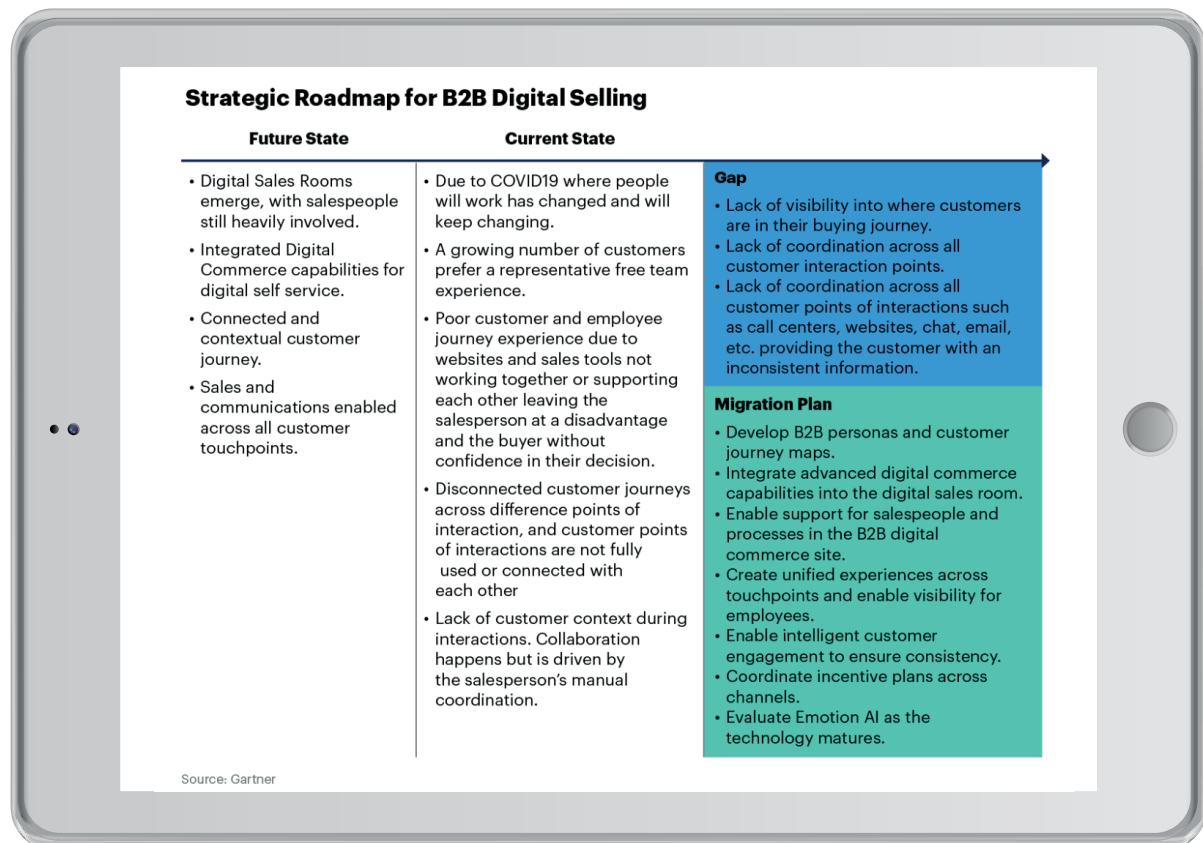 Strategic Roadmap for B2B Digital Selling
Future State
• Digital Sales Rooms
emerge, with salespeople
still heavily involved.
• Integrated Digital
Commerce capabilities for
digital self service.
• Connected and
contextual customer
journey.
• Sales and
communications enabled
across all customer
touchpoints.
Current State
• Due to COVID19 where people
will work has changed and will
keep changing.
• A growing number of customers
prefer a representative free team
experience.
• Poor customer and employee
journey experience due to
websites and sales tools not
working together or supporting
each other leaving the
salesperson at a disadvantage
and the buyer without
confidence in their decision.
• Disconnected customer journeys
across difference points of
interaction, and customer points
of interactions are not fully
used or connected with
each other
• Lack of customer context during
interactions. Collaboration
happens but is driven by
the salesperson's manual
coordination.
Gap
• Lack of visibility into where customers
are in their buying journey.
• Lack of coordination across all
customer interaction points.
• Lack of coordination across all
customer points of interactions such
as call centers, websites, chat, email,
etc. providing the customer with an
inconsistent information.
Migration Plan
• Develop B2B personas and customer
journey maps.
• Integrate advanced digital commerce
capabilities into the digital sales room.
• Enable support for salespeople and
processes in the B2B digital
commerce site.
• Create unified experiences across
touchpoints and enable visibility for
employees.
• Enable intelligent customer
engagement to ensure consistency.
• Coordinate incentive plans across
channels.
• Evaluate Emotion AI as the
technology matures.
Source: Gartner